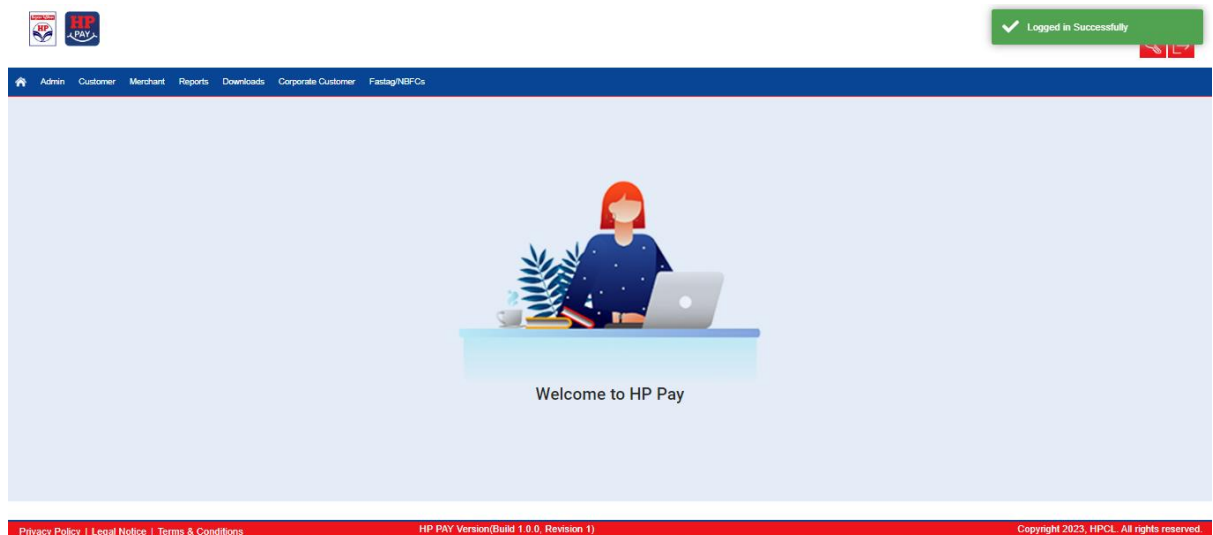 HP
HP
PAY
Logged in Successfully
Admin Customer Merchant Reports Downloads Corporate Customer Fastag/NBFCs
Welcome to HP Pay
Privacy Policy | Legal Notice | Terms & Conditions HP PAY Version(Build 1.0.0, Revision 1) Copyright 2023, HPCL. All rights reserved.